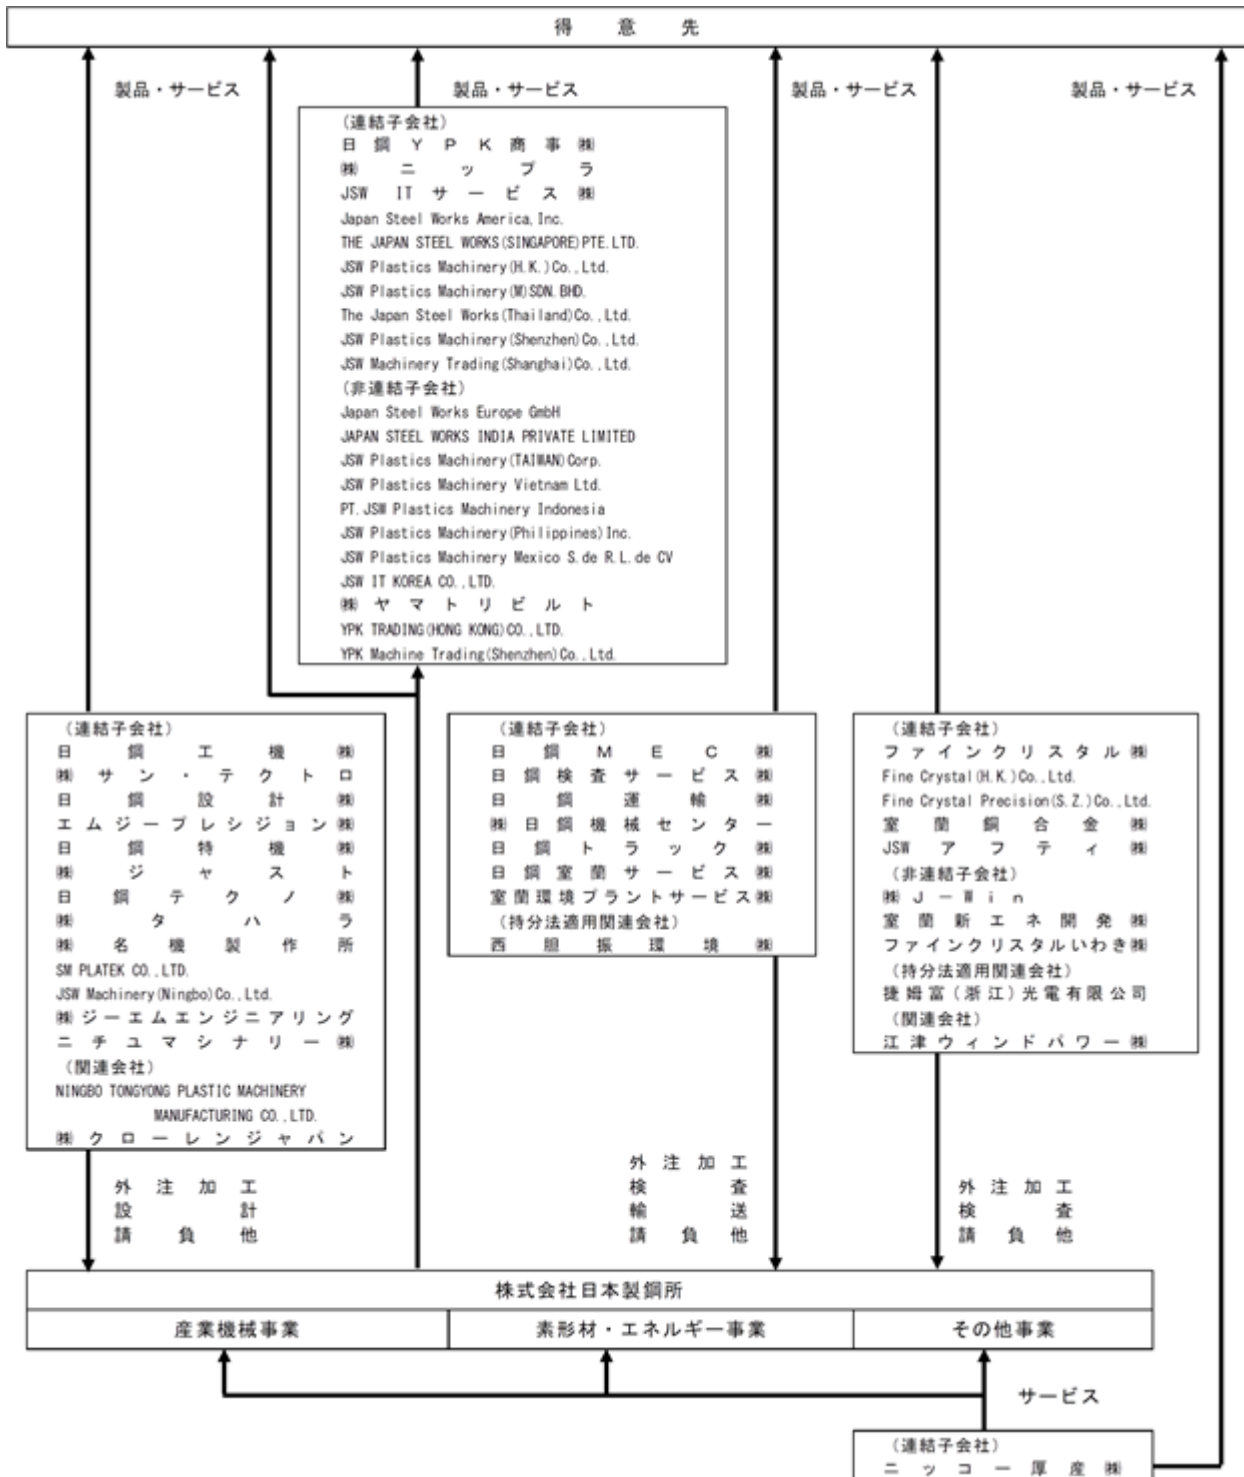 得意先
製品・サービス 製品・サービス 製品・サービス 製品・サービス
(連結子会社)
日鋼YPK商事㈱
㈱ニップラ
JSW ITサービス㈱
Japan Steel Works America, Inc.
THE JAPAN STEEL WORKS(SINGAPORE)PTE.LTD.
JSW Plastics Machinery(H.K.)Co.,Ltd.
JSW Plastics Machinery(M)SDN.BHD.
The Japan Steel Works(Thailand)Co.,Ltd.
JSW Plastics Machinery(Shenzhen)Co.,Ltd.
JSW Machinery Trading(Shanghai)Co.,Ltd.
(非連結子会社)
Japan Steel Works Europe GmbH
JAPAN STEEL WORKS INDIA PRIVATE LIMITED
JSW Plastics Machinery(TAIWAN)Corp.
JSW Plastics Machinery Vietnam Ltd.
PT.JSW Plastics Machinery Indonesia
JSW Plastics Machinery(Philippines)Inc.
JSW Plastics Machinery Mexico S.de R.L.de CV
JSW IT KOREA CO.,LTD.
㈱ヤマトリビルト
YPK TRADING(HONG KONG)CO.,LTD.
YPK Machine Trading(Shenzhen)Co.,Ltd.
(連結子会社)
日鋼工機㈱
㈱サン・テクトロ
日鋼設計㈱
エムジープレシジョン㈱
日鋼特機㈱
㈱ジャスト
日鋼テクノ㈱
㈱タハラ
㈱名機製作所
SM PLATEK CO.,LTD.
JSW Machinery(Ningbo)Co.,Ltd.
㈱ジーエムエンジニアリング
ニチユマシナリー㈱
(関連会社)
NINGBO TONGYONG PLASTIC MACHINERY
MANUFACTURING CO.,LTD.
㈱クローレンジャパン
(連結子会社)
日鋼MEC㈱
日鋼検査サービス㈱
日鋼運輸㈱
㈱日鋼機械センター
日鋼トラック㈱
日鋼室蘭サービス㈱
室蘭環境プラントサービス㈱
(持分法適用関連会社)
西胆振環境㈱
(連結子会社)
ファインクリスタル㈱
Fine Crystal(H.K.)Co.,Ltd.
Fine Crystal Precision(S.Z.)Co.,Ltd.
室蘭銅合金㈱
JSWアフティ㈱
(非連結子会社)
㈱J－Win
室蘭新エネ開発㈱
ファインクリスタルいわき㈱
(持分法適用関連会社)
捷姆富(浙江)光電有限公司
(関連会社)
江津ウィンドパワー㈱
外注加工
設計
請負他
外注加工
検査
輸送
請負他
外注加工
検査
請負他
株式会社日本製鋼所
産業機械事業 素形材・エネルギー事業 その他事業
サービス
(連結子会社)
ニッコー厚産㈱